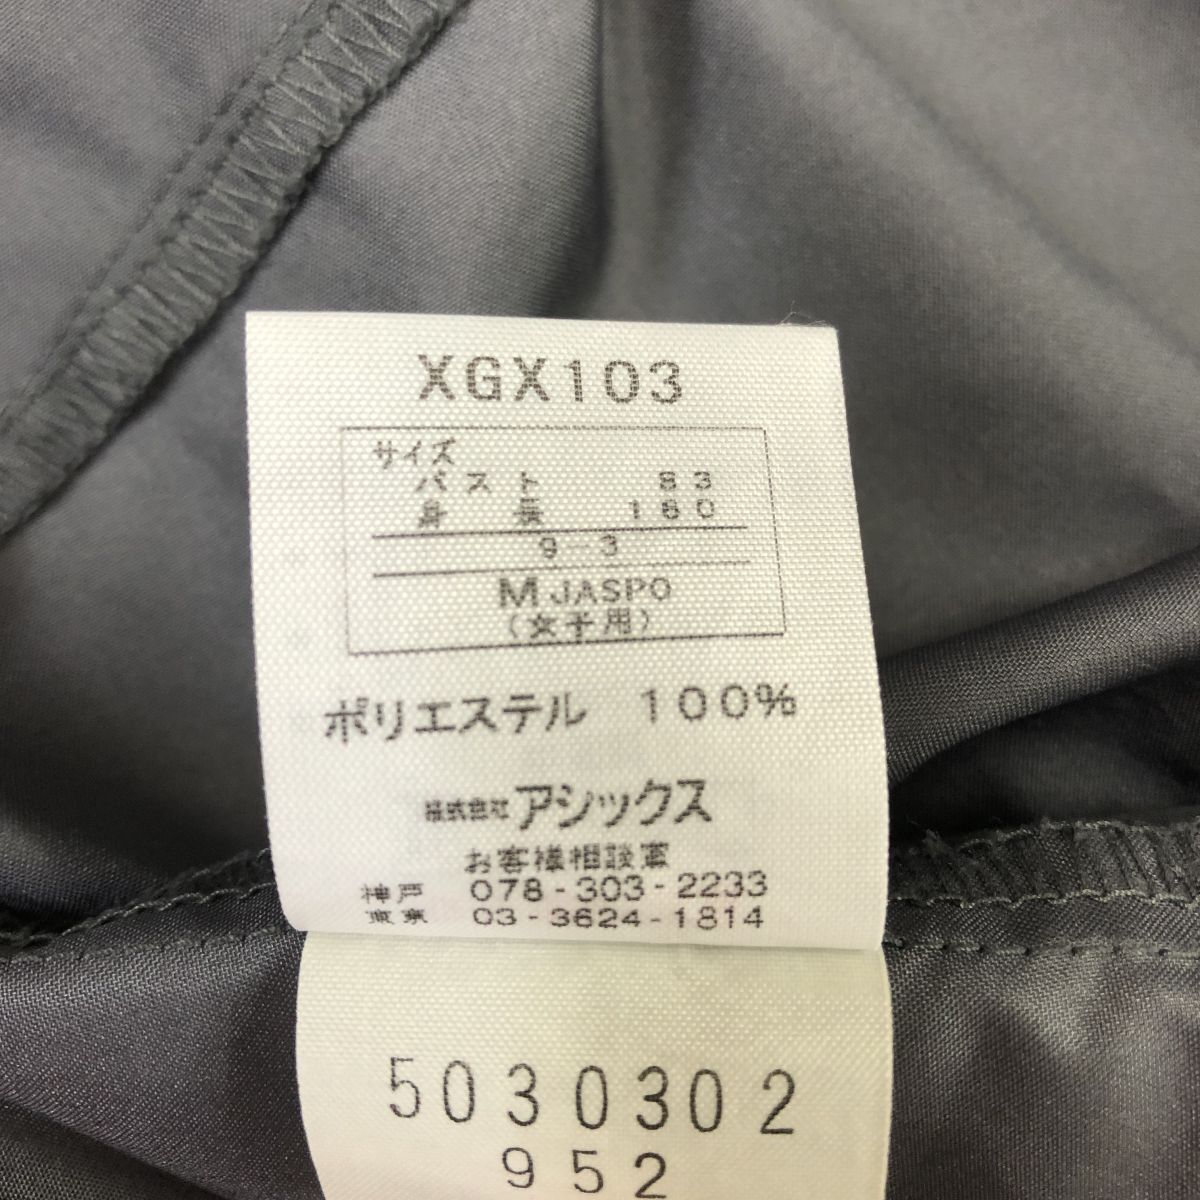 XGX103
サイズ
バスト 83
身長 160
9-3
M JASPO
(女子用)
ポリエステル 100%
株式会社 アシックス
お客様相談室
神戸 078-303-2233
東京 03-3624-1814
5030302
952